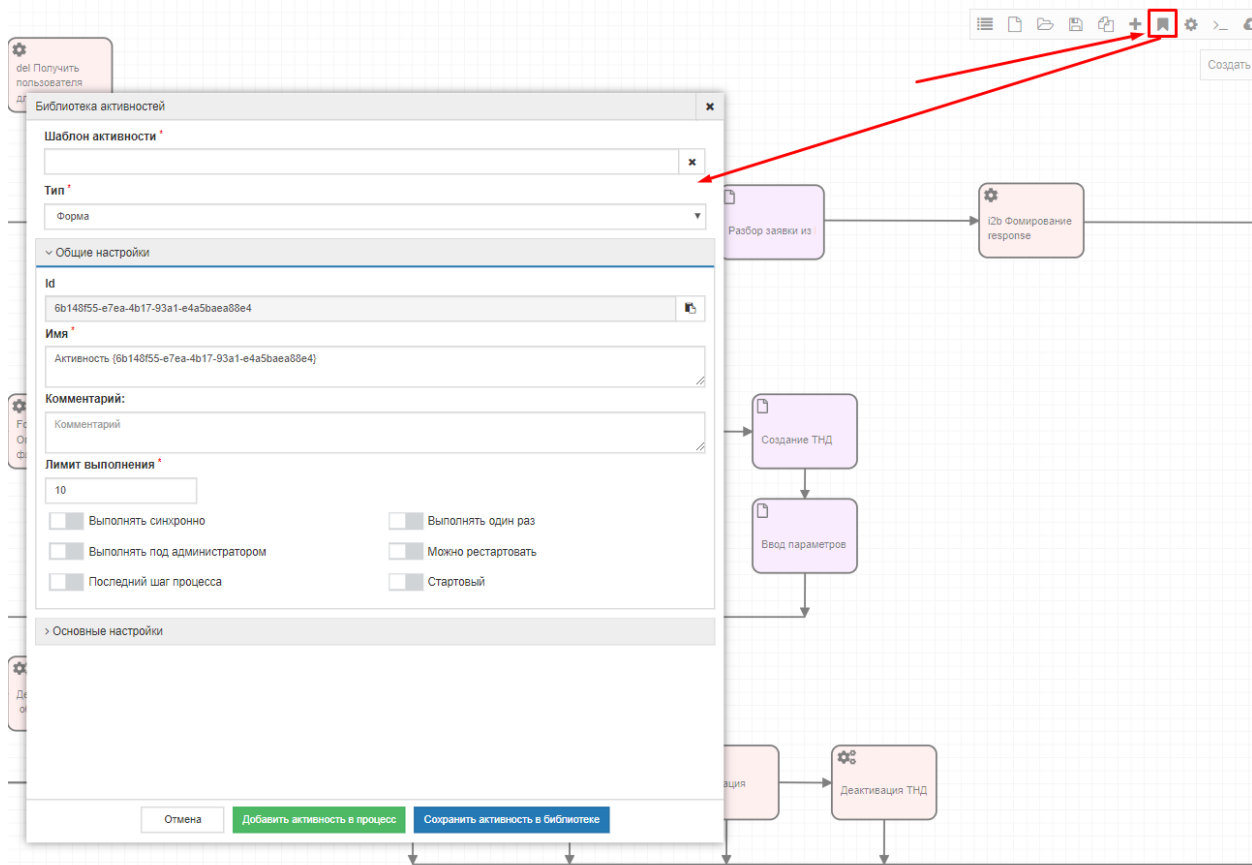 Создать
del Получить
пользователя
Библиотека активностей
Шаблон активности *
Тип *
Форма
Общие настройки
Id
6b148f55-e7ea-4b17-93a1-e4a5baea88e4
Имя *
Активность {6b148f55-e7ea-4b17-93a1-e4a5baea88e4}
Комментарий:
Комментарий
Лимит выполнения *
10
Выполнять синхронно
Выполнять один раз
Выполнять под администратором
Можно рестартовать
Последний шаг процесса
Стартовый
Основные настройки
Отмена
Добавить активность в процесс
Сохранить активность в библиотеке
Разбор заявки из
i2b Фомирование
response
Создание ТНД
Ввод параметров
Деактивация ТНД